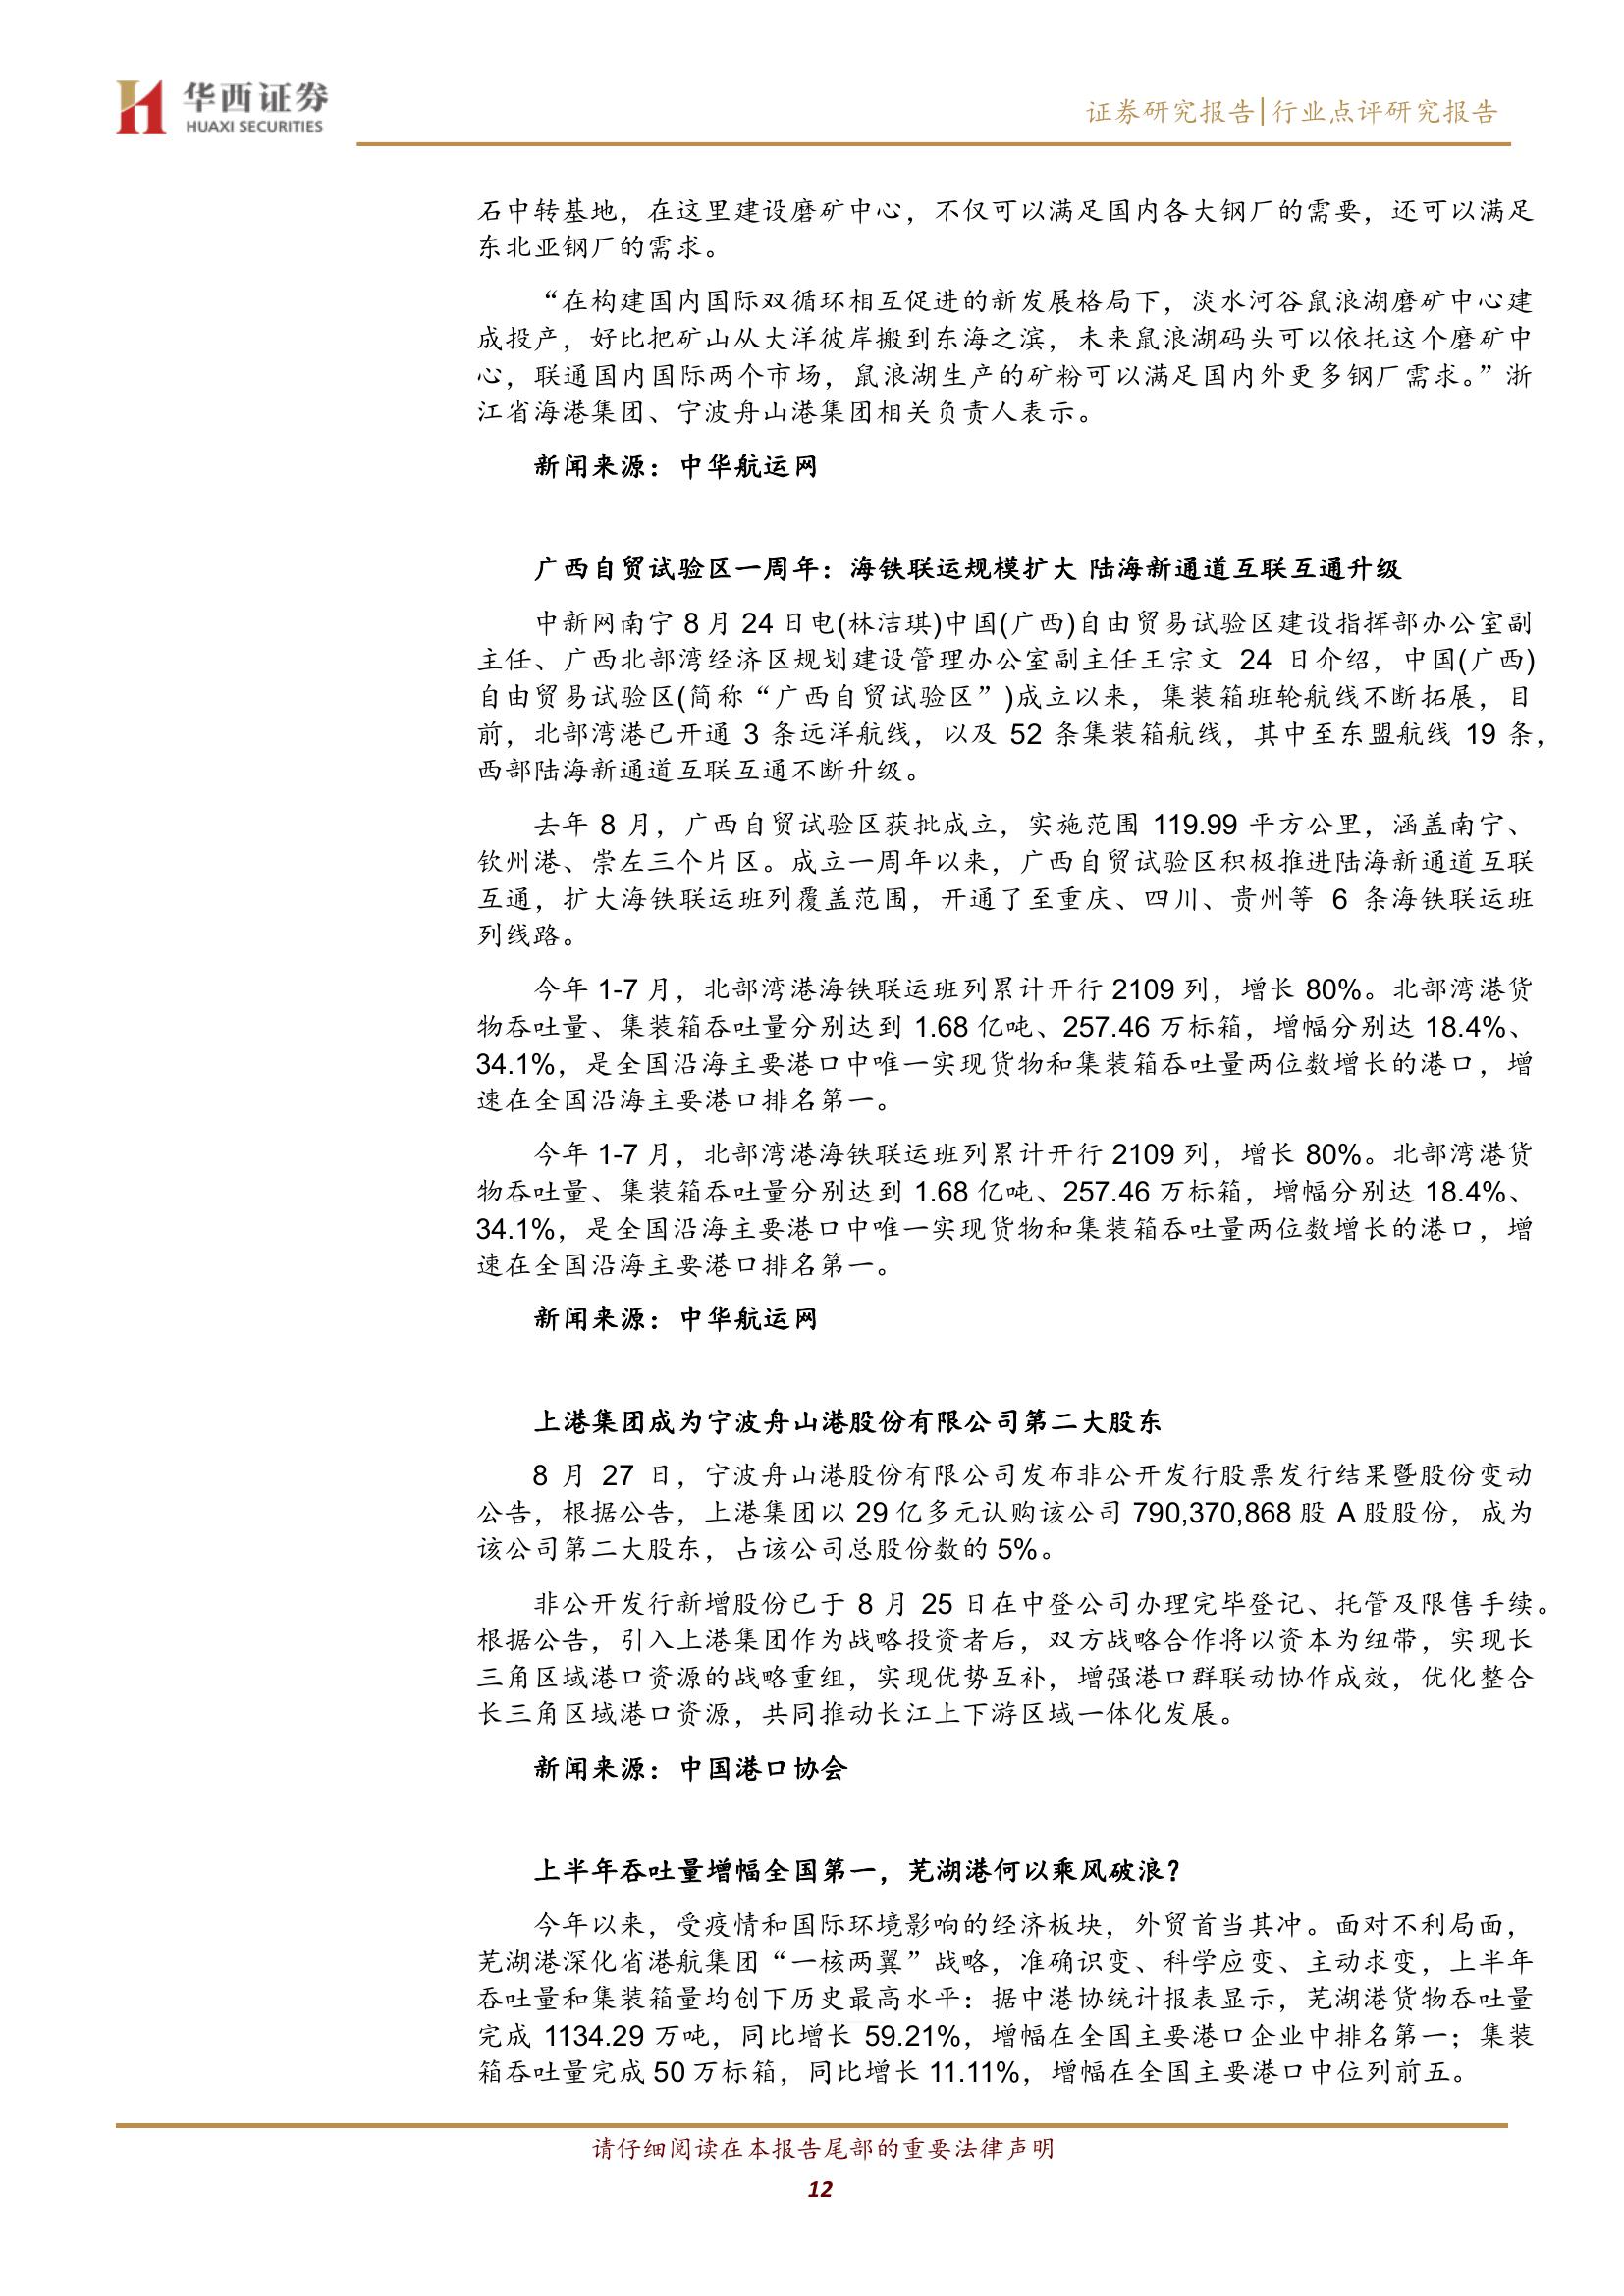 华西证券
HUAXI SECURITIES
证券研究报告|行业点评研究报告
石中转基地，在这里建设磨矿中心，不仅可以满足国内各大钢厂的需要，还可以满足
东北亚钢厂的需求。
“在构建国内国际双循环相互促进的新发展格局下，淡水河谷鼠浪湖磨矿中心建
成投产，好比把矿山从大洋彼岸搬到东海之滨，未来鼠浪湖码头可以依托这个磨矿中
心，联通国内国际两个市场，鼠浪湖生产的矿粉可以满足国内外更多钢厂需求。”浙
江省海港集团、宁波舟山港集团相关负责人表示。
新闻来源：中华航运网
广西自贸试验区一周年：海铁联运规模扩大 陆海新通道互联互通升级
中新网南宁 8 月 24 日电(林洁琪)中国(广西)自由贸易试验区建设指挥部办公室副
主任、广西北部湾经济区规划建设管理办公室副主任王宗文 24 日介绍，中国(广西)
自由贸易试验区(简称“广西自贸试验区”)成立以来，集装箱班轮航线不断拓展，目
前，北部湾港已开通 3 条远洋航线，以及 52 条集装箱航线，其中至东盟航线 19 条，
西部陆海新通道互联互通不断升级。
去年 8 月，广西自贸试验区获批成立，实施范围 119.99 平方公里，涵盖南宁、
钦州港、崇左三个片区。成立一周年以来，广西自贸试验区积极推进陆海新通道互联
互通，扩大海铁联运班列覆盖范围，开通了至重庆、四川、贵州等 6 条海铁联运班
列线路。
今年 1-7 月，北部湾港海铁联运班列累计开行 2109 列，增长 80%。北部湾港货
物吞吐量、集装箱吞吐量分别达到 1.68 亿吨、257.46 万标箱，增幅分别达 18.4%、
34.1%，是全国沿海主要港口中唯一实现货物和集装箱吞吐量两位数增长的港口，增
速在全国沿海主要港口排名第一。
今年 1-7 月，北部湾港海铁联运班列累计开行 2109 列，增长 80%。北部湾港货
物吞吐量、集装箱吞吐量分别达到 1.68 亿吨、257.46 万标箱，增幅分别达 18.4%、
34.1%，是全国沿海主要港口中唯一实现货物和集装箱吞吐量两位数增长的港口，增
速在全国沿海主要港口排名第一。
新闻来源：中华航运网
上港集团成为宁波舟山港股份有限公司第二大股东
8 月 27 日，宁波舟山港股份有限公司发布非公开发行股票发行结果暨股份变动
公告，根据公告，上港集团以 29 亿多元认购该公司 790,370,868 股 A 股股份，成为
该公司第二大股东，占该公司总股份数的 5%。
非公开发行新增股份已于 8 月 25 日在中登公司办理完毕登记、托管及限售手续。
根据公告，引入上港集团作为战略投资者后，双方战略合作将以资本为纽带，实现长
三角区域港口资源的战略重组，实现优势互补，增强港口群联动协作成效，优化整合
长三角区域港口资源，共同推动长江上下游区域一体化发展。
新闻来源：中国港口协会
上半年吞吐量增幅全国第一，芜湖港何以乘风破浪？
今年以来，受疫情和国际环境影响的经济板块，外贸首当其冲。面对不利局面，
芜湖港深化省港航集团“一核两翼”战略，准确识变、科学应变、主动求变，上半年
吞吐量和集装箱量均创下历史最高水平：据中港协统计报表显示，芜湖港货物吞吐量
完成 1134.29 万吨，同比增长 59.21%，增幅在全国主要港口企业中排名第一；集装
箱吞吐量完成 50 万标箱，同比增长 11.11%，增幅在全国主要港口中位列前五。
请仔细阅读在本报告尾部的重要法律声明
12